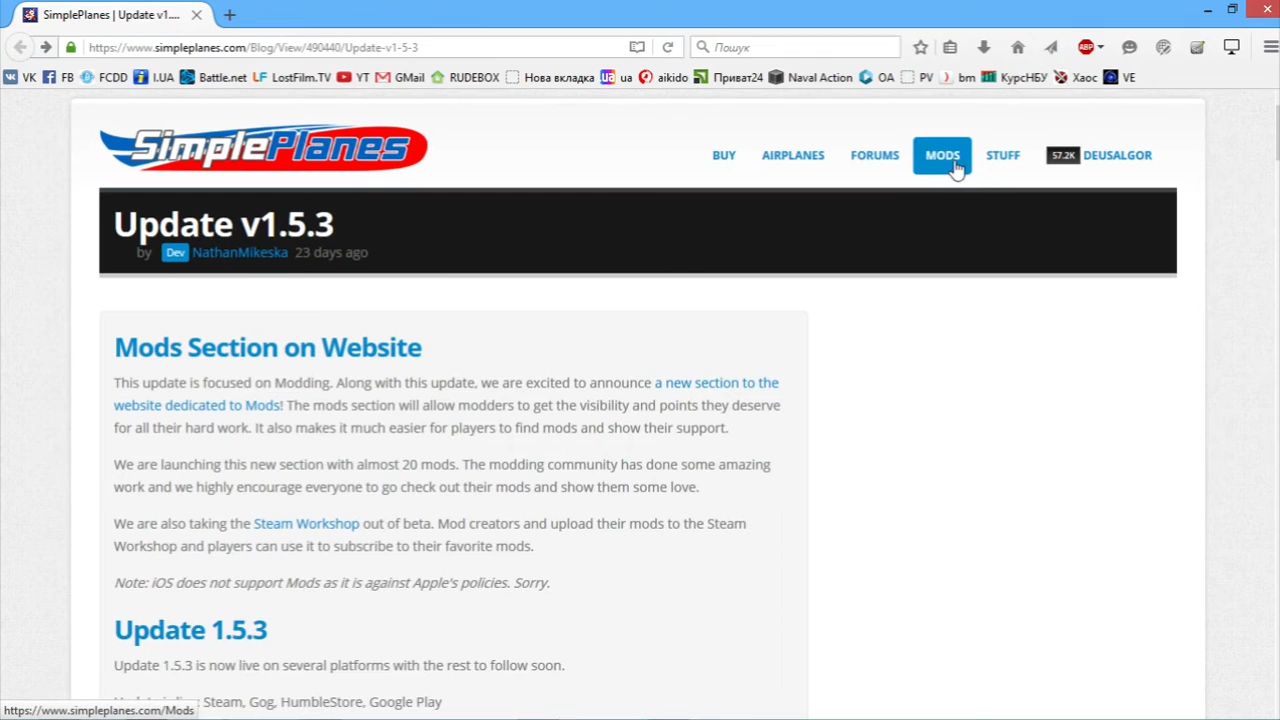 SimplePlanes | Update v1....
https://www.simpleplanes.com/Blog/View/490440/Update-v1-5-3
Пошук
ABP
VK FB FCDD I.UA Battle.net LostFilm.TV YT GMail RUDEBOX Нова вкладка ua aikido Приват24 Naval Action OA PV bm КурсНБУ Хаос VE
SimplePlanes
BUY AIRPLANES FORUMS MODS STUFF 57.2K DEUSALGOR
Update v1.5.3
by Dev NathanMikeska 23 days ago
Mods Section on Website
This update is focused on Modding. Along with this update, we are excited to announce a new section to the
website dedicated to Mods! The mods section will allow modders to get the visibility and points they deserve
for all their hard work. It also makes it much easier for players to find mods and show their support.
We are launching this new section with almost 20 mods. The modding community has done some amazing
work and we highly encourage everyone to go check out their mods and show them some love.
We are also taking the Steam Workshop out of beta. Mod creators and upload their mods to the Steam
Workshop and players can use it to subscribe to their favorite mods.
Note: iOS does not support Mods as it is against Apple's policies. Sorry.
Update 1.5.3
Update 1.5.3 is now live on several platforms with the rest to follow soon.
Steam, Gog, HumbleStore, Google Play
https://www.simpleplanes.com/Mods